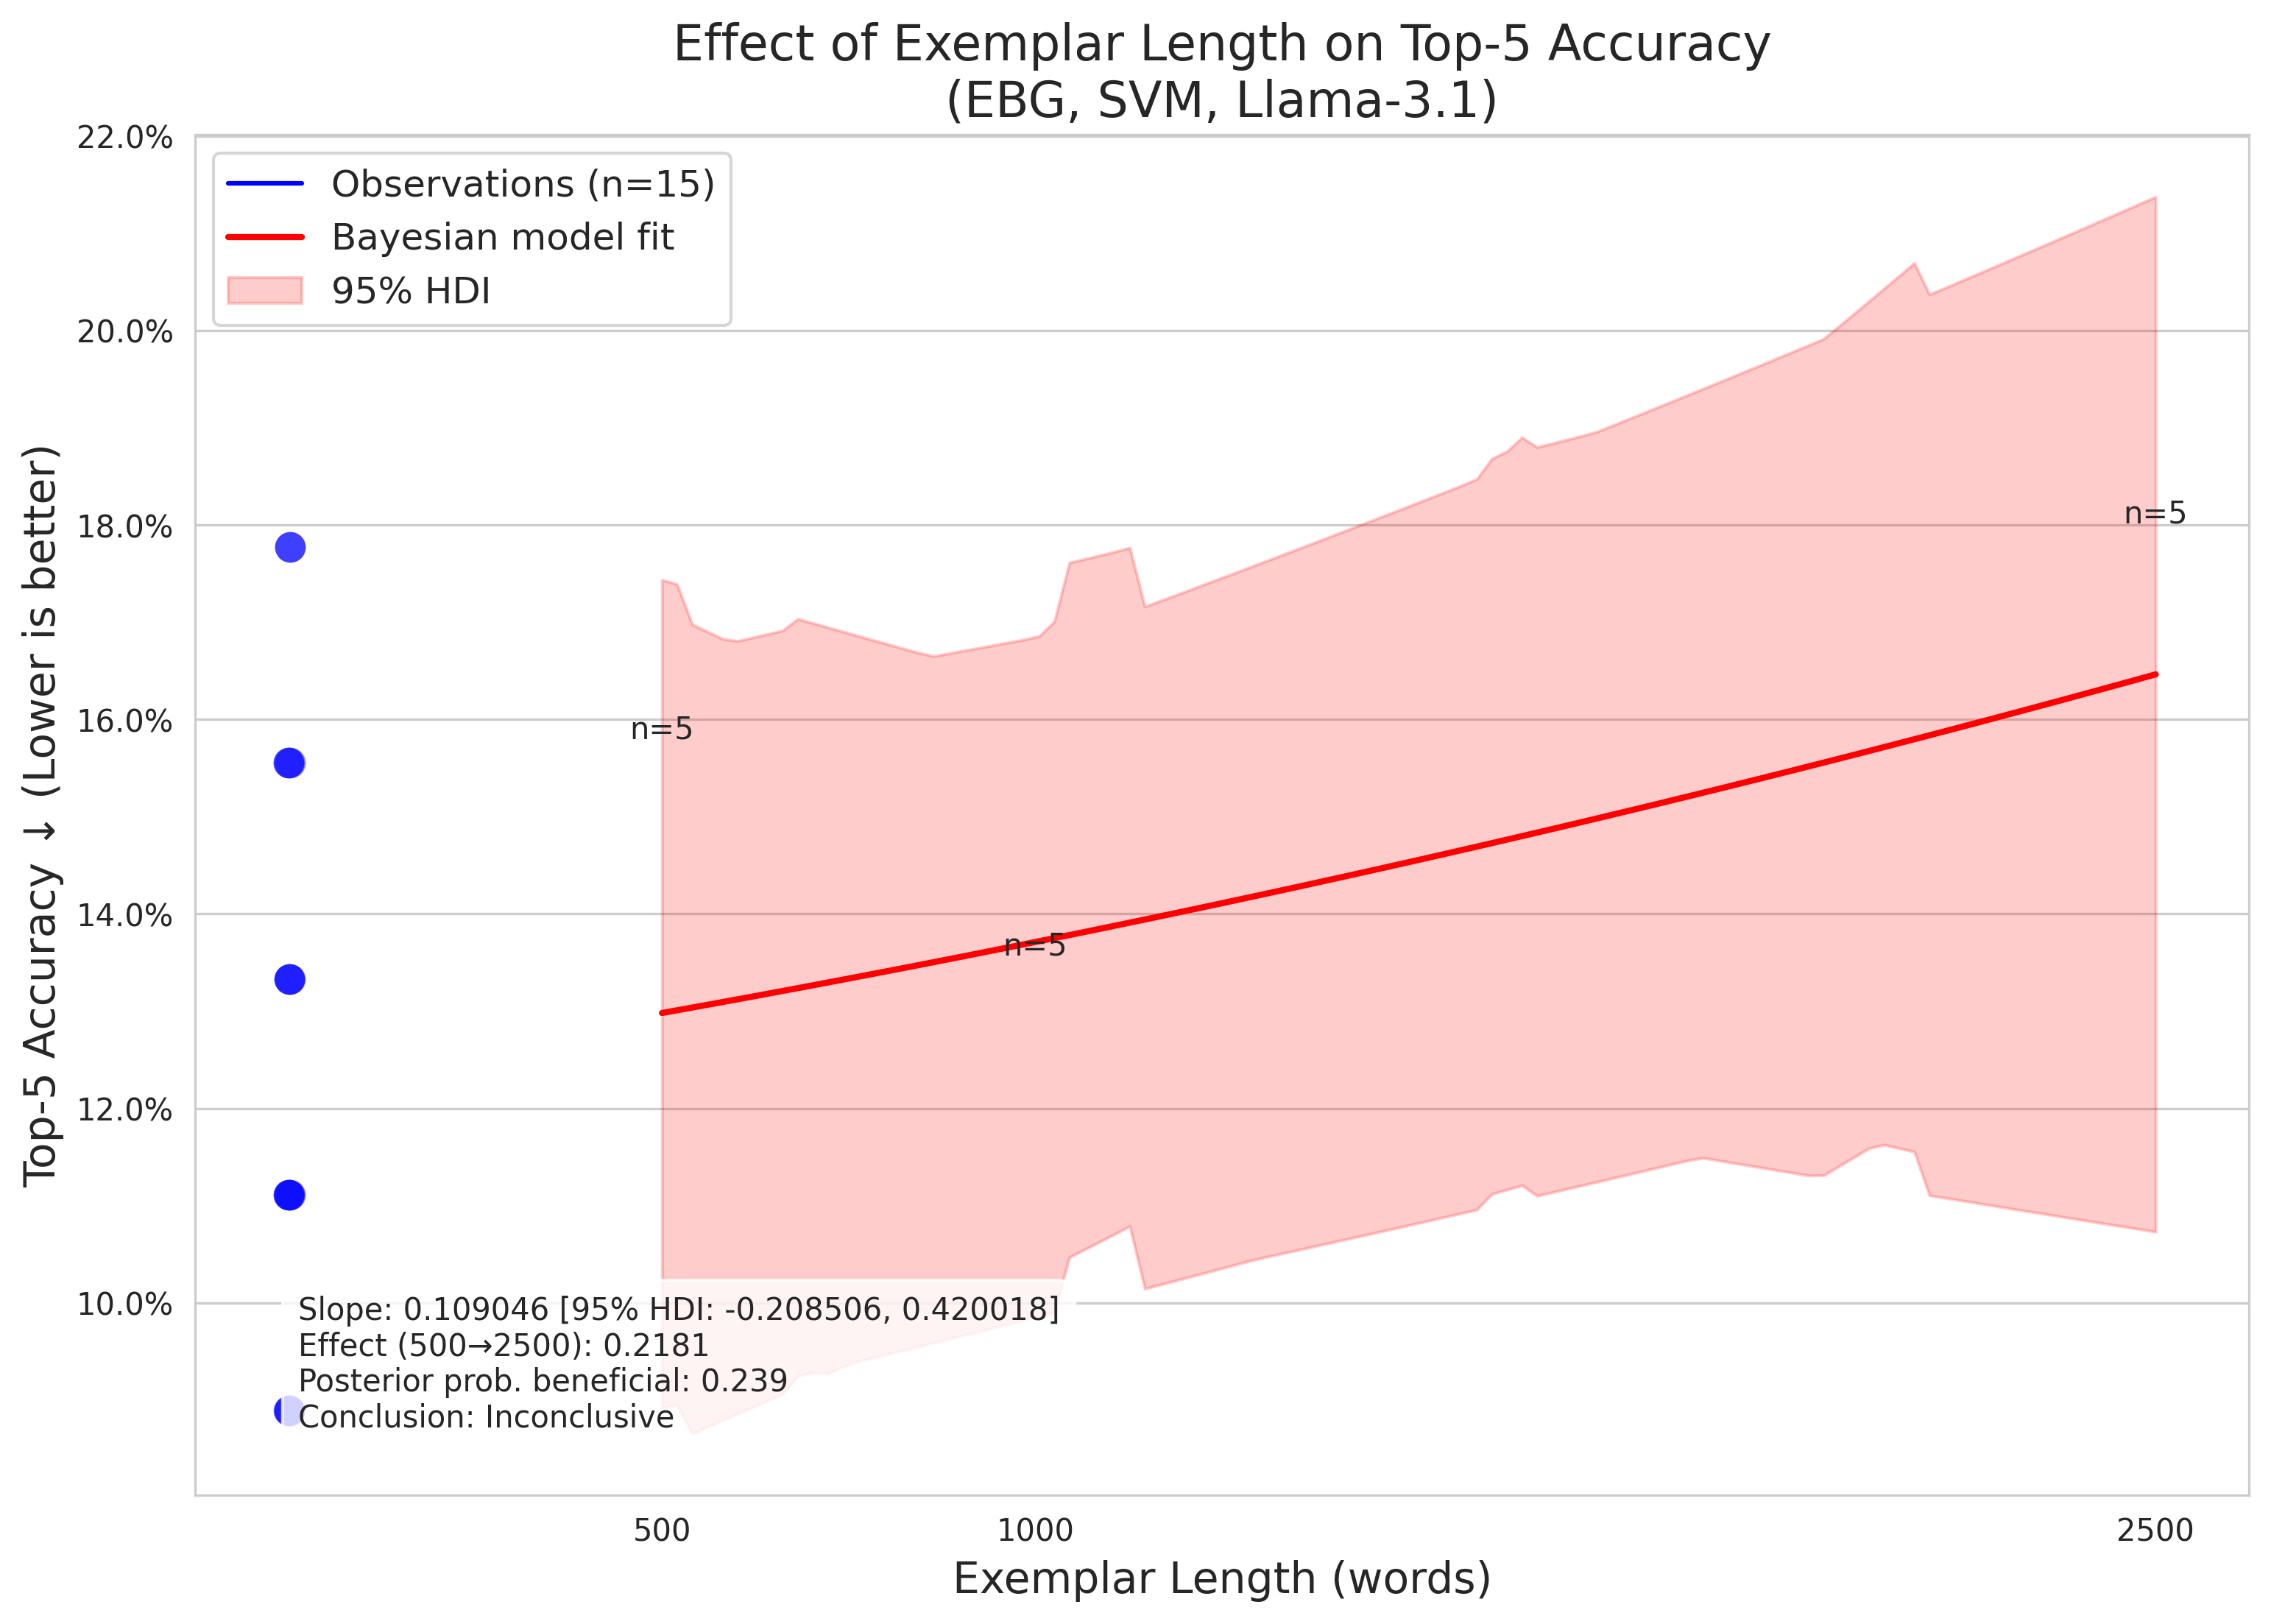 Effect of Exemplar Length on Top-5 Accuracy
(EBG, SVM, Llama-3.1)
22.0%
20.0%
18.0%
16.0%
14.0%
12.0%
10.0%
Top-5 Accuracy ↓ (Lower is better)
Observations (n=15)
Bayesian model fit
95% HDI
n=5
n=5
n=5
Slope: 0.109046 [95% HDI: -0.208506, 0.420018]
Effect (500→2500): 0.2181
Posterior prob. beneficial: 0.239
Conclusion: Inconclusive
500
1000
2500
Exemplar Length (words)